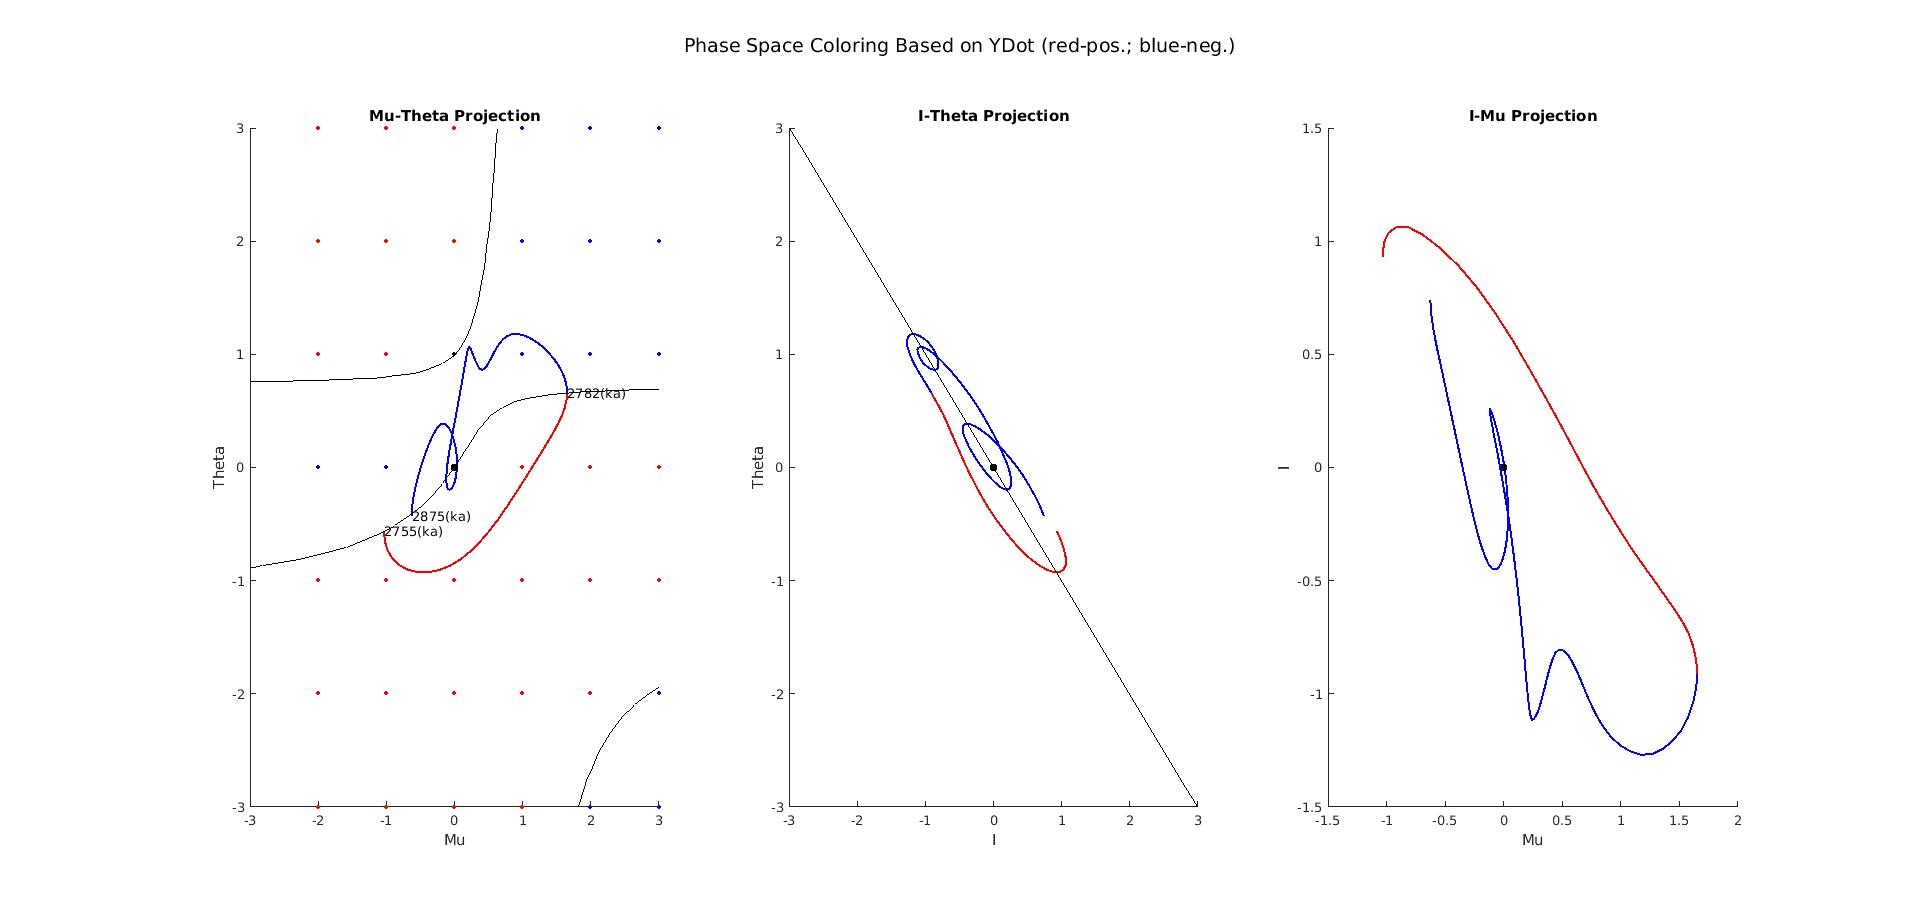 Phase Space Coloring Based on YDot (red-pos.; blue-neg.)
Mu-Theta Projection
3
2
1
0
-1
-2
-3
Theta
2782(ka)
2875(ka)
2755(ka)
-3 -2 -1 0 1 2 3
Mu
I-Theta Projection
3
2
1
0
-1
-2
-3
Theta
-3 -2 -1 0 1 2 3
I
I-Mu Projection
1.5
1
0.5
0
-0.5
-1
-1.5
I
-1.5 -1 -0.5 0 0.5 1 1.5 2
Mu